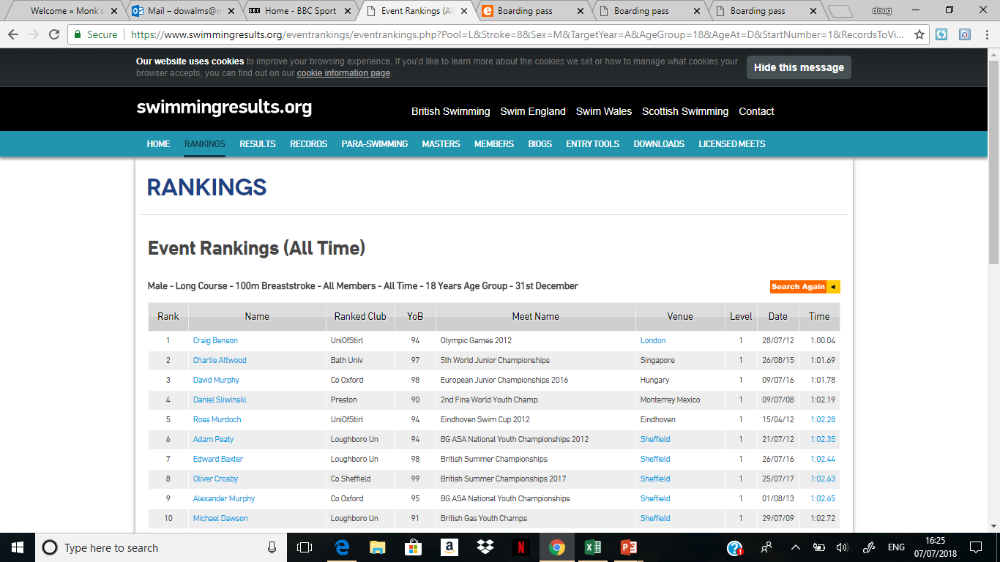 Welcome » Monk's
Mail – dowalms@m
BBC Home - BBC Sport
Event Rankings (Al
Boarding pass
Boarding pass
Boarding pass
doug
Secure https://www.swimmingresults.org/eventrankings/eventrankings.php?Pool=L&Stroke=8&Sex=M&TargetYear=A&AgeGroup=18&AgeAt=D&StartNumber=1&RecordsToVi...
Our website uses cookies to improve your browsing experience. If you'd like to learn more about the cookies we set or how to manage what cookies your
browser accepts, you can find out on our cookie information page.
Hide this message
swimmingresults.org
British Swimming Swim England Swim Wales Scottish Swimming Contact
HOME RANKINGS RESULTS RECORDS PARA-SWIMMING MASTERS MEMBERS BIOGS ENTRY TOOLS DOWNLOADS LICENSED MEETS
RANKINGS
Event Rankings (All Time)
Male - Long Course - 100m Breaststroke - All Members - All Time - 18 Years Age Group - 31st December
Search Again
Rank Name Ranked Club YoB Meet Name Venue Level Date Time
1 Craig Benson UniOfStirl 94 Olympic Games 2012 London 1 28/07/12 1:00.04
2 Charlie Attwood Bath Univ 97 5th World Junior Championships Singapore 1 26/08/15 1:01.69
3 David Murphy Co Oxford 98 European Junior Championships 2016 Hungary 1 09/07/16 1:01.78
4 Daniel Sliwinski Preston 90 2nd Fina World Youth Champ Monterrey Mexico 1 09/07/08 1:02.19
5 Ross Murdoch UniOfStirl 94 Eindhoven Swim Cup 2012 Eindhoven 1 15/04/12 1:02.28
6 Adam Peaty Loughboro Un 94 BG ASA National Youth Championships 2012 Sheffield 1 21/07/12 1:02.35
7 Edward Baxter Loughboro Un 98 British Summer Championships Sheffield 1 26/07/16 1:02.44
8 Oliver Crosby Co Sheffield 99 British Summer Championships 2017 Sheffield 1 25/07/17 1:02.63
9 Alexander Murphy Co Oxford 95 BG ASA National Youth Championships Sheffield 1 01/08/13 1:02.65
10 Michael Dawson Loughboro Un 91 British Gas Youth Champs Sheffield 1 29/07/09 1:02.72
Type here to search
ENG
16:25
07/07/2018